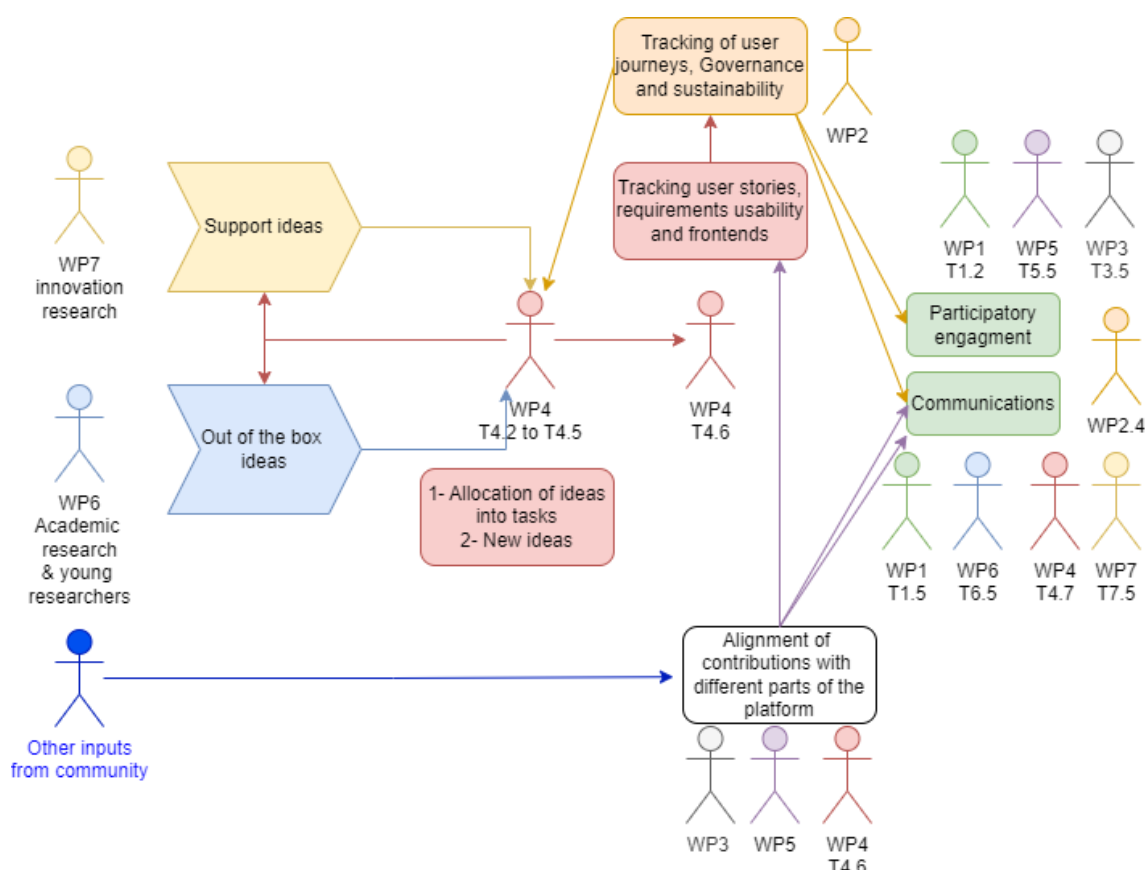 Tracking of user
journeys, Governance
and sustainability
WP2
Tracking user stories,
requirements usability
and frontends
WP7
innovation
research
Support ideas
WP1
T1.2
WP5
T5.5
WP3
T3.5
Participatory
engagment
Communications
WP2.4
WP4
T4.2 to T4.5
WP4
T4.6
Out of the box
ideas
WP6
Academic
research
& young
researchers
1- Allocation of ideas
into tasks
2- New ideas
WP1
T1.5
WP6
T6.5
WP4
T4.7
WP7
T7.5
Other inputs
from community
Alignment of
contributions with
different parts of the
platform
WP3
WP5
WP4
T4.6